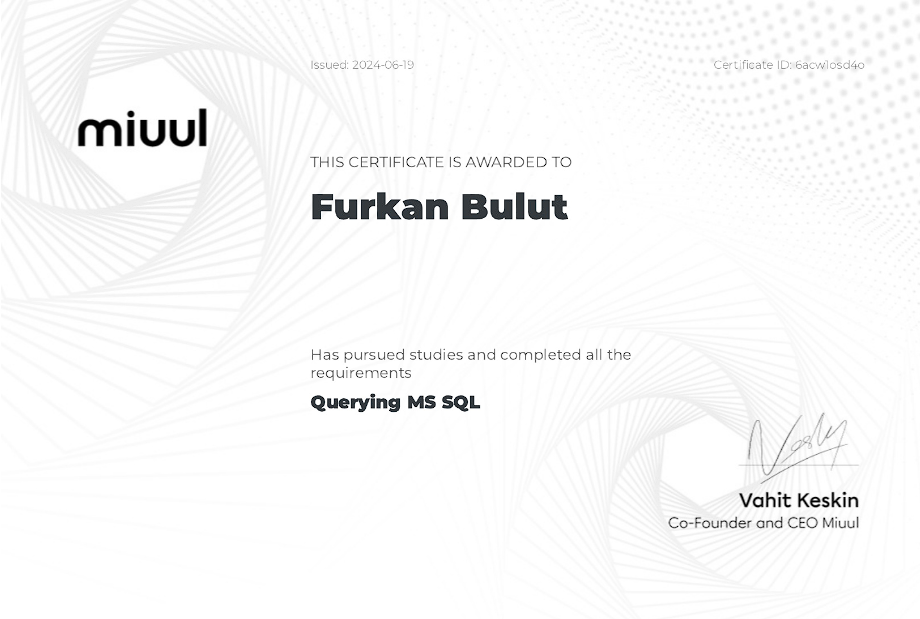 Issued: 2024-06-19
Certificate ID: 6acw1osd4o
miuul
THIS CERTIFICATE IS AWARDED TO
Furkan Bulut
Has pursued studies and completed all the
requirements
Querying MS SQL
Vahit Keskin
Co-Founder and CEO Miuul